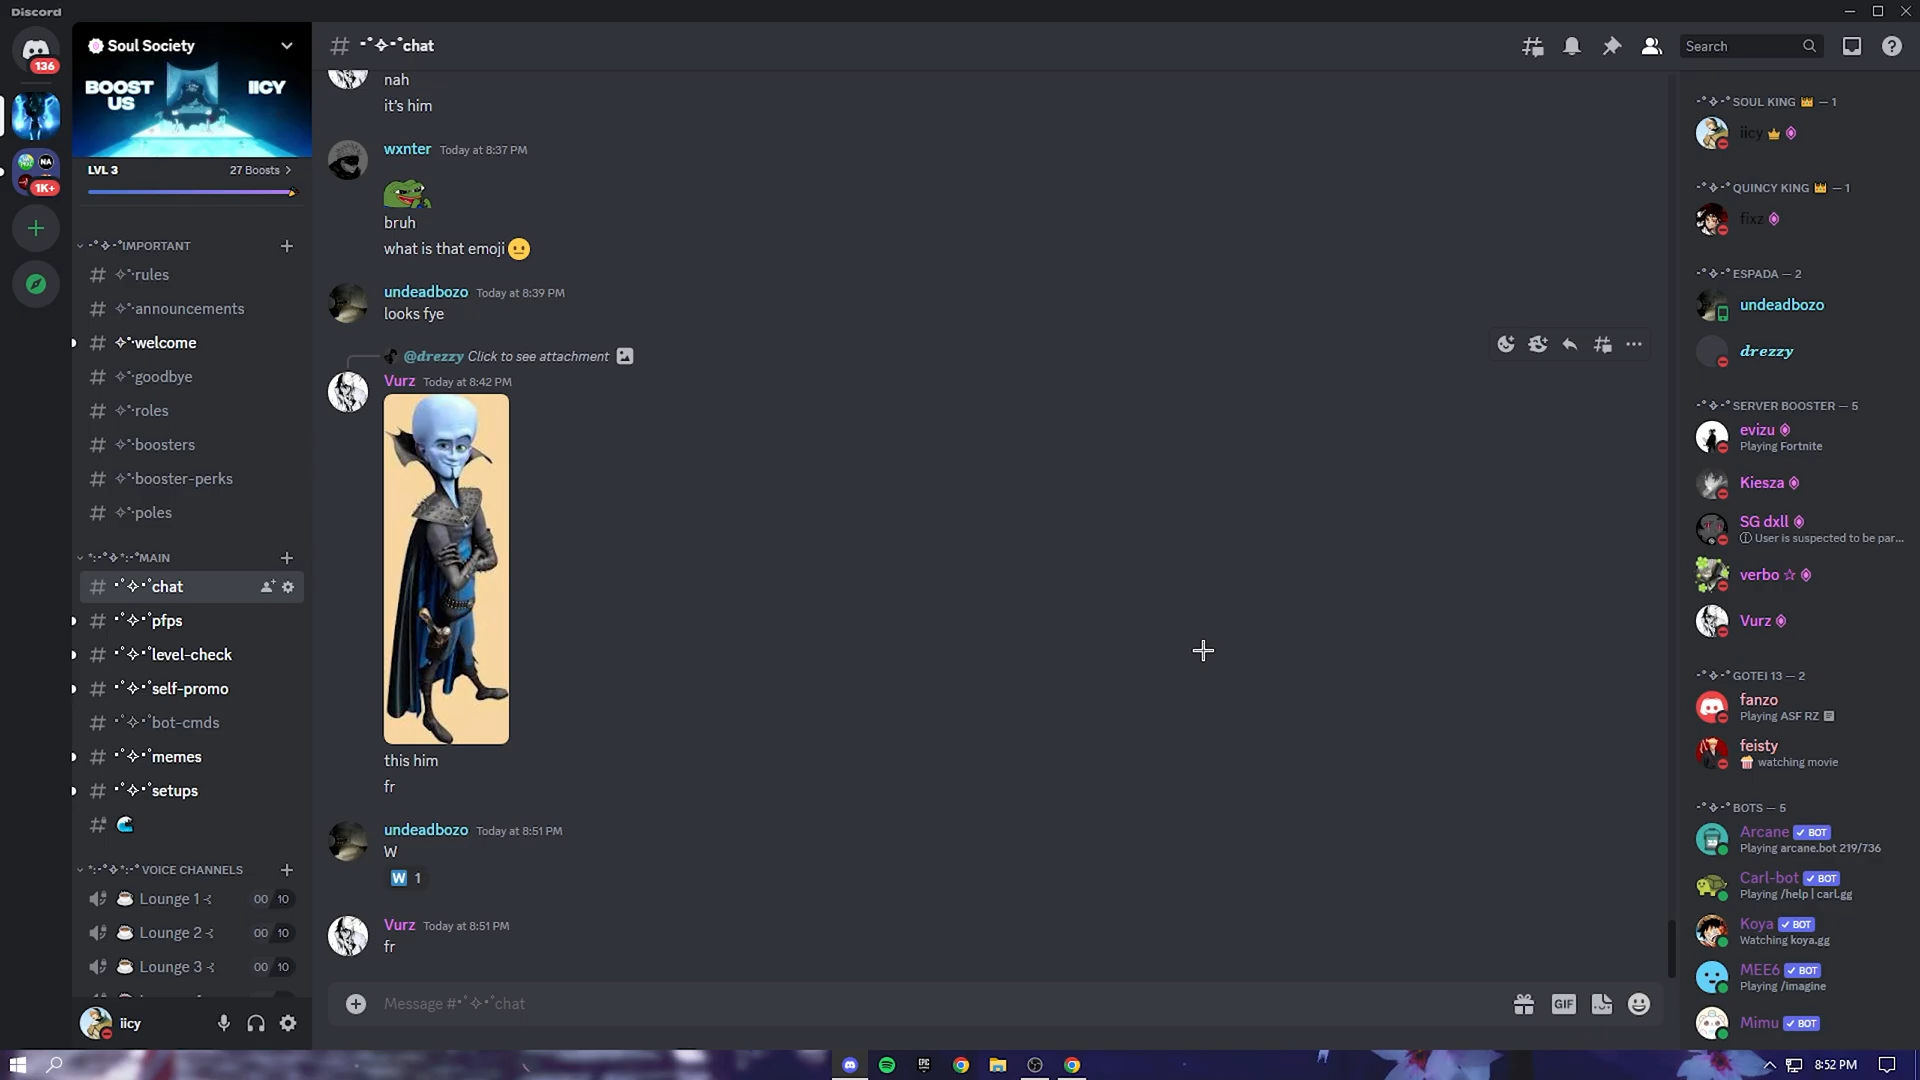 Discord
136
1K+
Soul Society
BOOST
US
IICY
LVL 3
27 Boosts
IMPORTANT
rules
announcements
welcome
goodbye
roles
boosters
booster-perks
poles
MAIN
chat
pfps
level-check
self-promo
bot-cmds
memes
setups
VOICE CHANNELS
Lounge 1
00 10
Lounge 2
00 10
Lounge 3
00 10
iicy
chat
Search
nah
it's him
wxnter Today at 8:37 PM
bruh
what is that emoji
undeadbozo Today at 8:39 PM
looks fye
@drezzy Click to see attachment
Vurz Today at 8:42 PM
this him
fr
undeadbozo Today at 8:51 PM
W
W 1
Vurz Today at 8:51 PM
fr
Message #chat
GIF
SOUL KING — 1
iicy
QUINCY KING — 1
fixz
ESPADA — 2
undeadbozo
drezzy
SERVER BOOSTER — 5
evizu
Playing Fortnite
Kiesza
SG dxll
User is suspected to be par...
verbo ☆
Vurz
GOTEI 13 — 2
fanzo
Playing ASF RZ
feisty
watching movie
BOTS — 5
Arcane BOT
Playing arcane.bot 219/736
Carl-bot BOT
Playing /help | carl.gg
Koya BOT
Watching koya.gg
MEE6 BOT
Playing /imagine
Mimu BOT
EPIC
8:52 PM